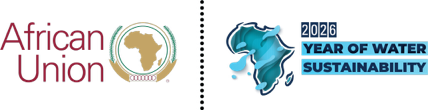 African
Union
2026
YEAR OF WATER
SUSTAINABILITY